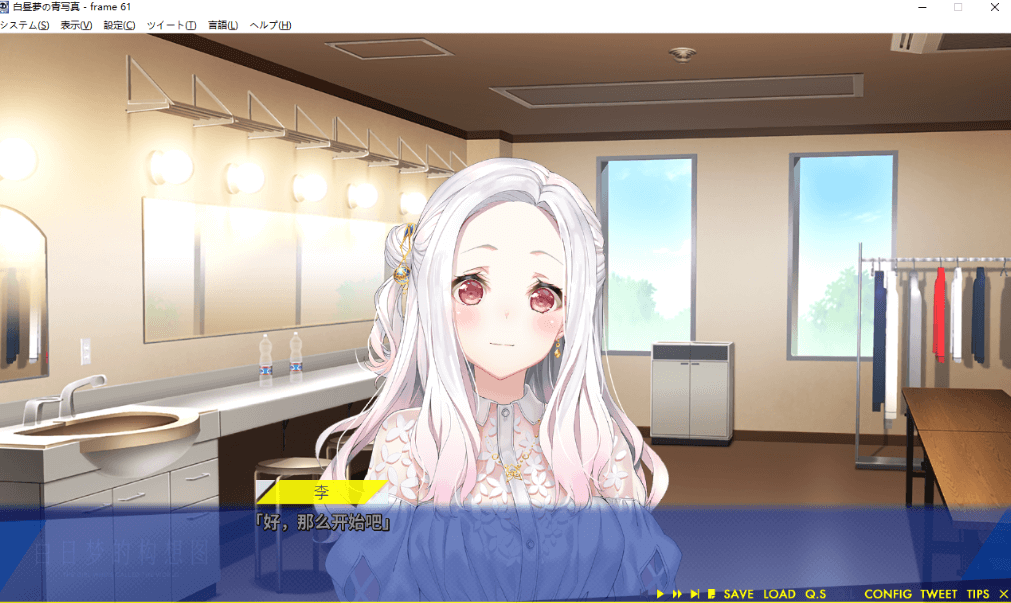 白昼夢の青写真 - frame 61
システム(S) 表示(V) 設定(C) ツイート(T) 言語(L) ヘルプ(H)
李
「好，那么开始吧」
白日梦的构想图
SAVE LOAD Q.S CONFIG TWEET TIPS